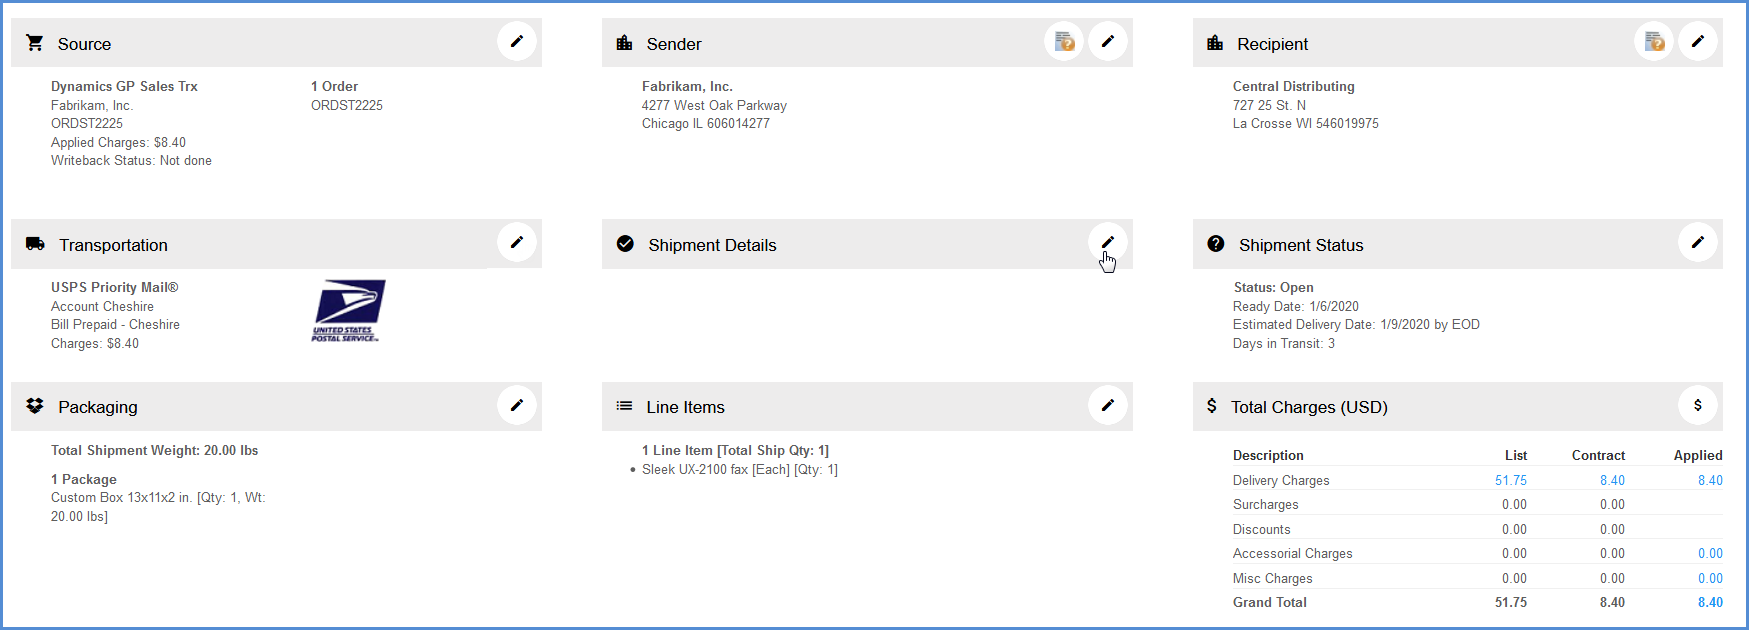 Source
Dynamics GP Sales Trx
Fabrikam, Inc.
ORDST2225
Applied Charges: $8.40
Writeback Status: Not done
1 Order
ORDST2225
Sender
Fabrikam, Inc.
4277 West Oak Parkway
Chicago IL 606014277
Recipient
Central Distributing
727 25 St. N
La Crosse WI 546019975
Transportation
USPS Priority Mail®
Account Cheshire
Bill Prepaid - Cheshire
Charges: $8.40
UNITED STATES
POSTAL SERVICE™
Shipment Details
Shipment Status
Status: Open
Ready Date: 1/6/2020
Estimated Delivery Date: 1/9/2020 by EOD
Days in Transit: 3
Packaging
Total Shipment Weight: 20.00 lbs
1 Package
Custom Box 13x11x2 in. [Qty: 1, Wt:
20.00 lbs]
Line Items
1 Line Item [Total Ship Qty: 1]
• Sleek UX-2100 fax [Each] [Qty: 1]
$ Total Charges (USD) $
Description List Contract Applied
Delivery Charges 51.75 8.40 8.40
Surcharges 0.00 0.00
Discounts 0.00 0.00
Accessorial Charges 0.00 0.00 0.00
Misc Charges 0.00 0.00 0.00
Grand Total 51.75 8.40 8.40